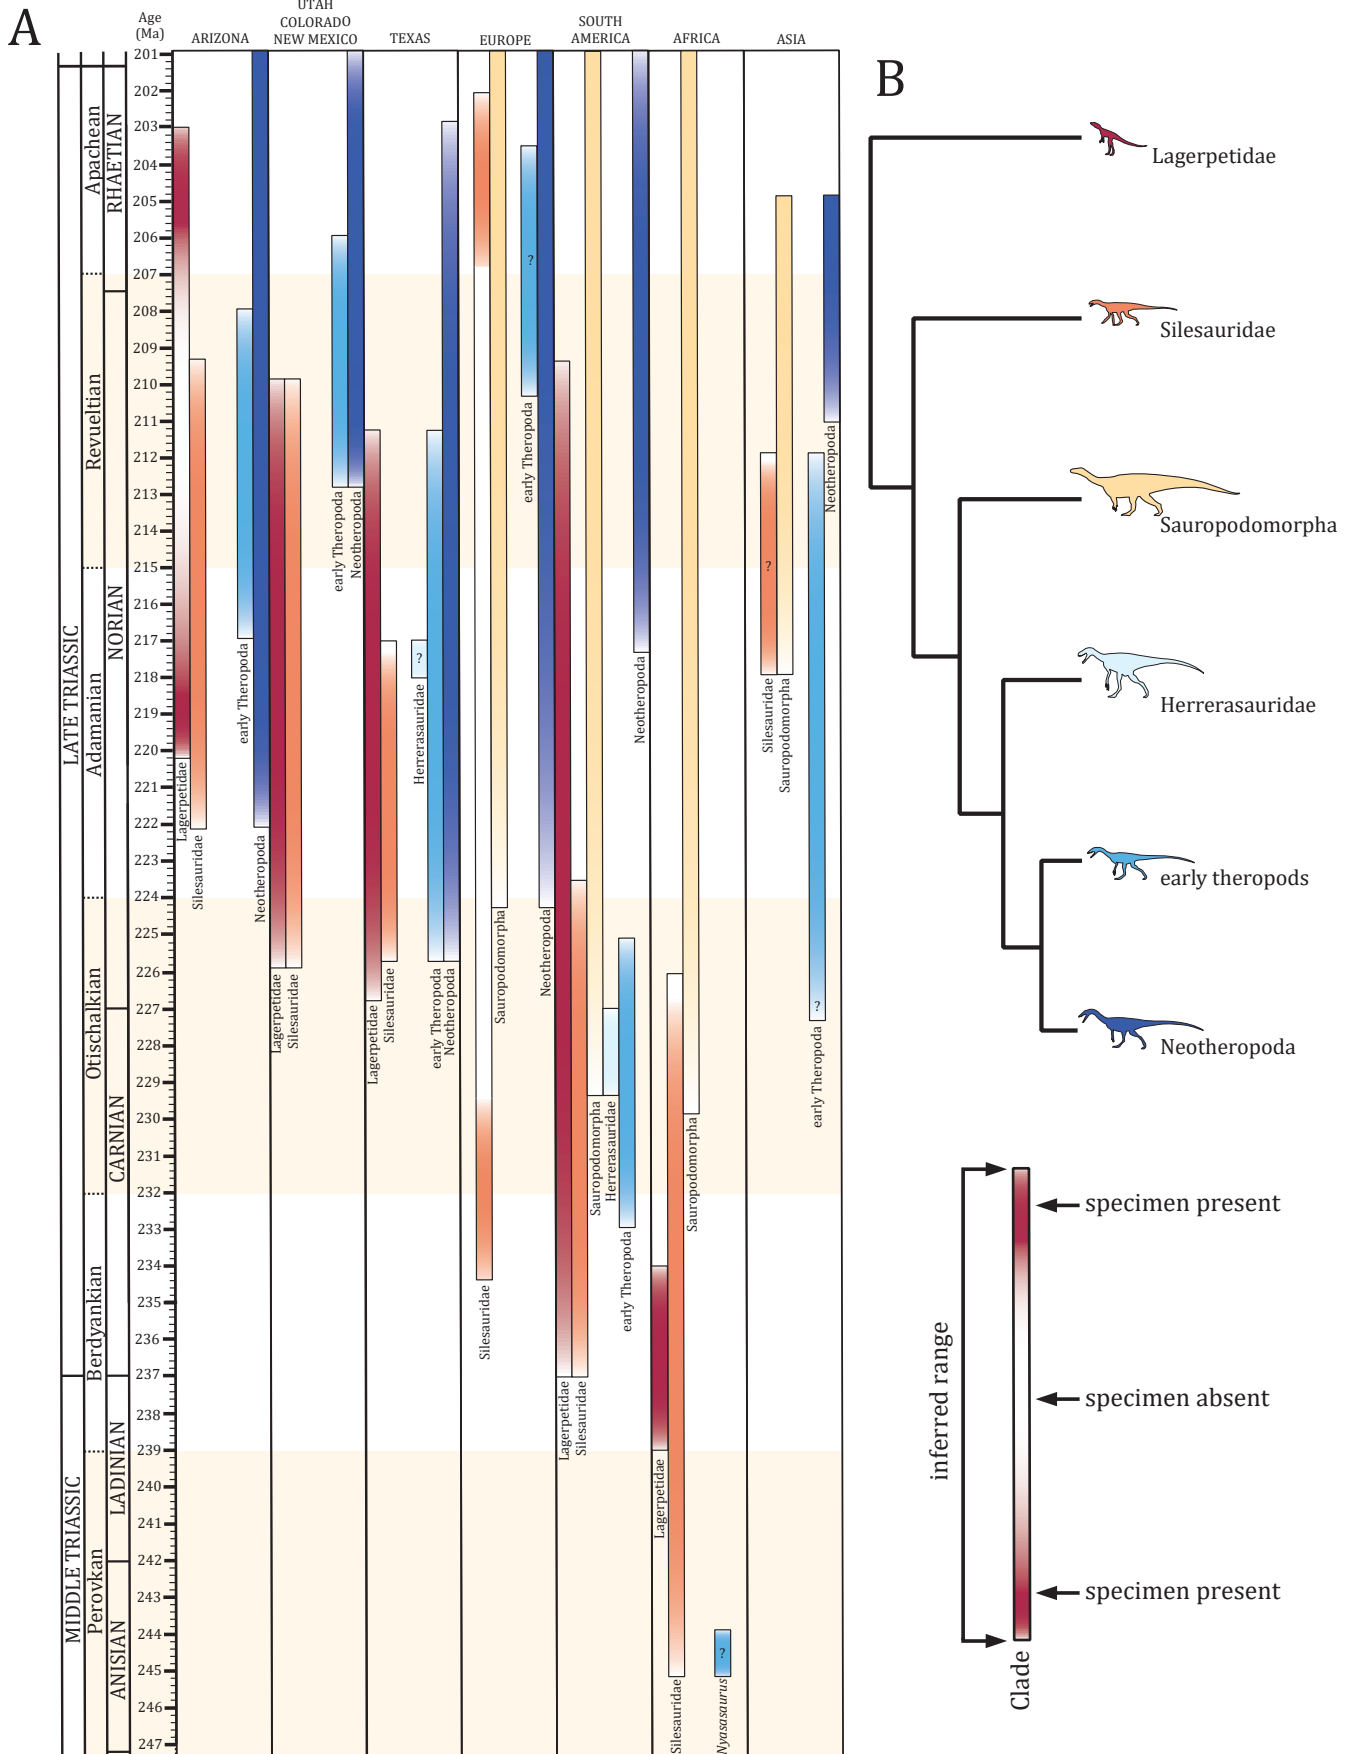 A
Age
(Ma)
ARIZONA
UTAH
COLORADO
NEW MEXICO
TEXAS
EUROPE
SOUTH
AMERICA
AFRICA
ASIA
LATE TRIASSIC
MIDDLE TRIASSIC
Apachean
Revueltian
Adamanian
Otischalkian
Berdyankian
Perovkan
RHAETIAN
NORIAN
CARNIAN
LADINIAN
ANISIAN
201
202
203
204
205
206
207
208
209
210
211
212
213
214
215
216
217
218
219
220
221
222
223
224
225
226
227
228
229
230
231
232
233
234
235
236
237
238
239
240
241
242
243
244
245
246
247
Lagerpetidae
Silesauridae
early Theropoda
Neotheropoda
Lagerpetidae
Silesauridae
early Theropoda
Neotheropoda
Lagerpetidae
Silesauridae
?
Herrerasauridae
early Theropoda
Neotheropoda
Silesauridae
Sauropodomorpha
?
early Theropoda
Neotheropoda
Lagerpetidae
Silesauridae
Sauropodomorpha
Herrerasauridae
early Theropoda
Neotheropoda
Lagerpetidae
Silesauridae
Sauropodomorpha
?
Nyasasaurus
?
Silesauridae
Sauropodomorpha
?
early Theropoda
Neotheropoda
B
Lagerpetidae
Silesauridae
Sauropodomorpha
Herrerasauridae
early theropods
Neotheropoda
inferred range
specimen present
specimen absent
specimen present
Clade